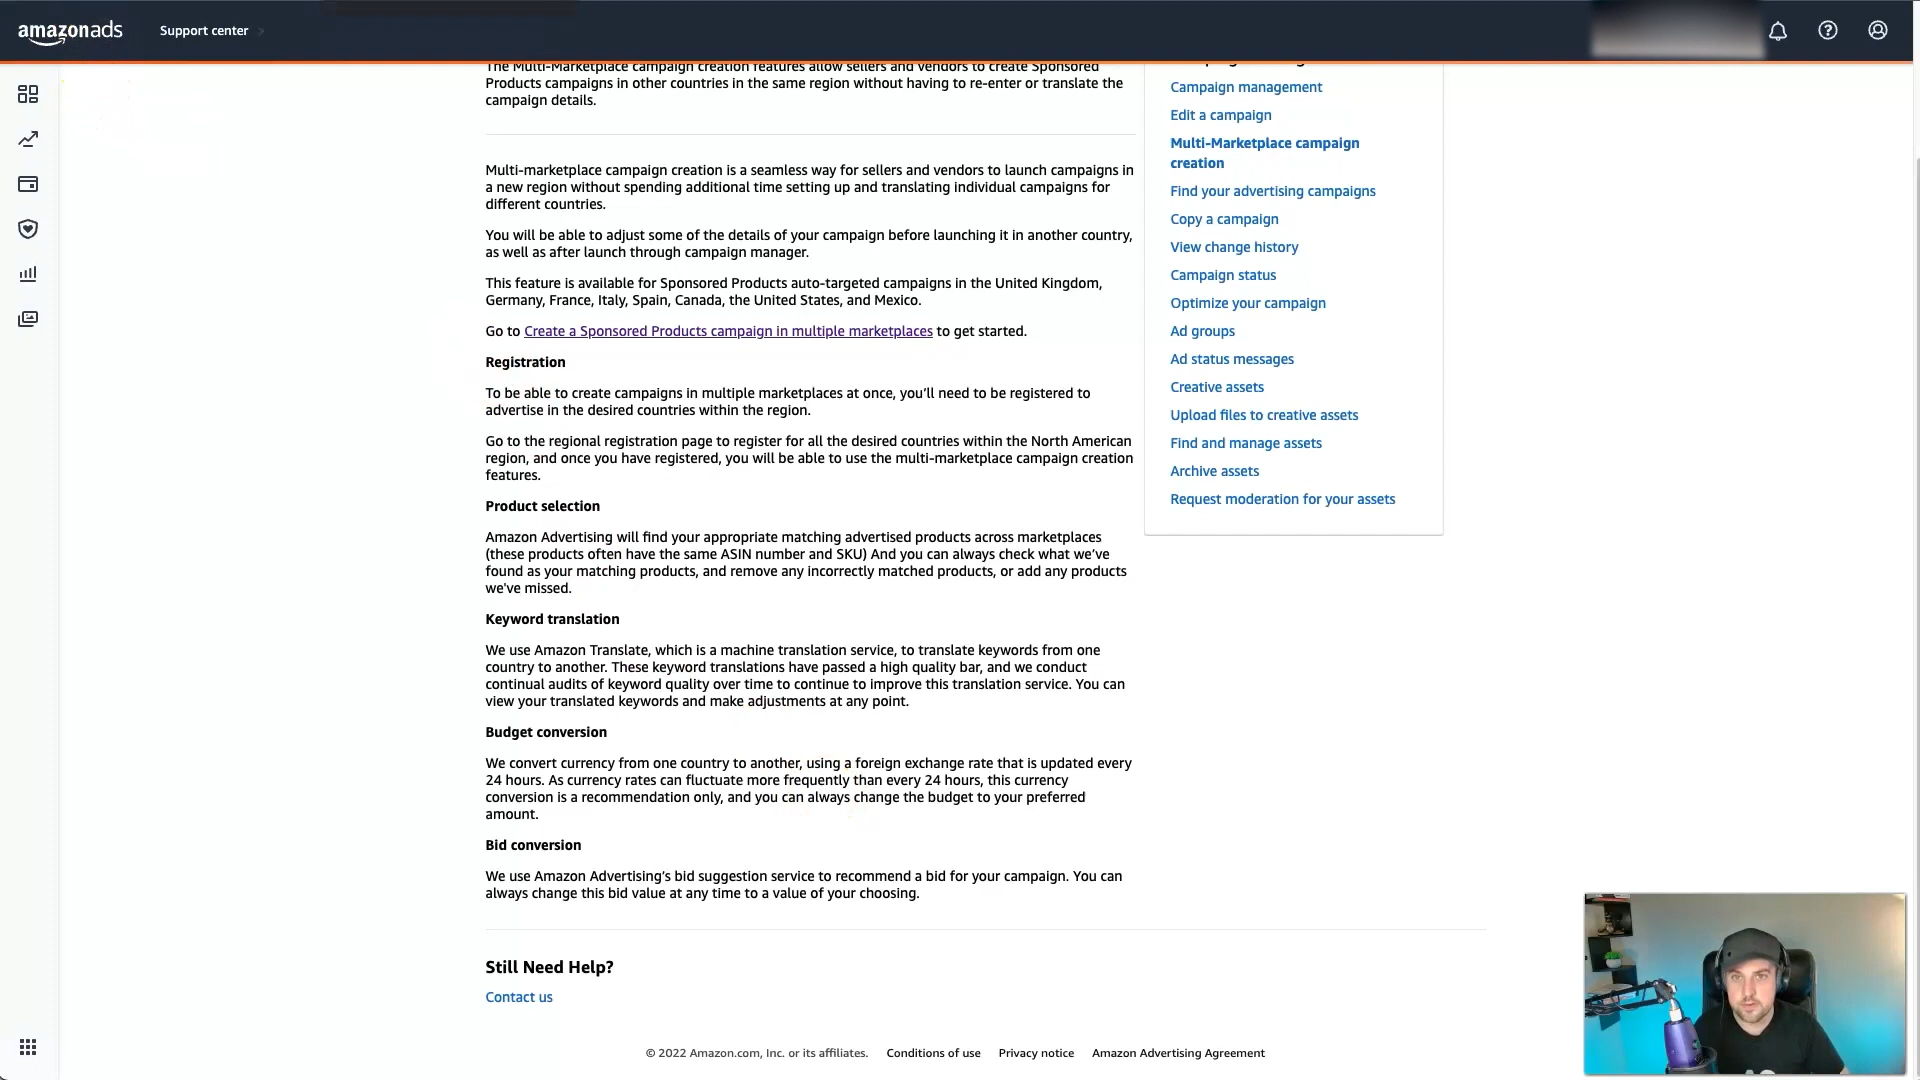 amazonads
Support center
The Multi-Marketplace campaign creation features allow sellers and vendors to create Sponsored
Products campaigns in other countries in the same region without having to re-enter or translate the
campaign details.
Multi-marketplace campaign creation is a seamless way for sellers and vendors to launch campaigns in
a new region without spending additional time setting up and translating individual campaigns for
different countries.
You will be able to adjust some of the details of your campaign before launching it in another country,
as well as after launch through campaign manager.
This feature is available for Sponsored Products auto-targeted campaigns in the United Kingdom,
Germany, France, Italy, Spain, Canada, the United States, and Mexico.
Go to Create a Sponsored Products campaign in multiple marketplaces to get started.
Registration
To be able to create campaigns in multiple marketplaces at once, you’ll need to be registered to
advertise in the desired countries within the region.
Go to the regional registration page to register for all the desired countries within the North American
region, and once you have registered, you will be able to use the multi-marketplace campaign creation
features.
Product selection
Amazon Advertising will find your appropriate matching advertised products across marketplaces
(these products often have the same ASIN number and SKU) And you can always check what we’ve
found as your matching products, and remove any incorrectly matched products, or add any products
we've missed.
Keyword translation
We use Amazon Translate, which is a machine translation service, to translate keywords from one
country to another. These keyword translations have passed a high quality bar, and we conduct
continual audits of keyword quality over time to continue to improve this translation service. You can
view your translated keywords and make adjustments at any point.
Budget conversion
We convert currency from one country to another, using a foreign exchange rate that is updated every
24 hours. As currency rates can fluctuate more frequently than every 24 hours, this currency
conversion is a recommendation only, and you can always change the budget to your preferred
amount.
Bid conversion
We use Amazon Advertising’s bid suggestion service to recommend a bid for your campaign. You can
always change this bid value at any time to a value of your choosing.
Campaign management
Edit a campaign
Multi-Marketplace campaign
creation
Find your advertising campaigns
Copy a campaign
View change history
Campaign status
Optimize your campaign
Ad groups
Ad status messages
Creative assets
Upload files to creative assets
Find and manage assets
Archive assets
Request moderation for your assets
Still Need Help?
Contact us
© 2022 Amazon.com, Inc. or its affiliates.
Conditions of use
Privacy notice
Amazon Advertising Agreement